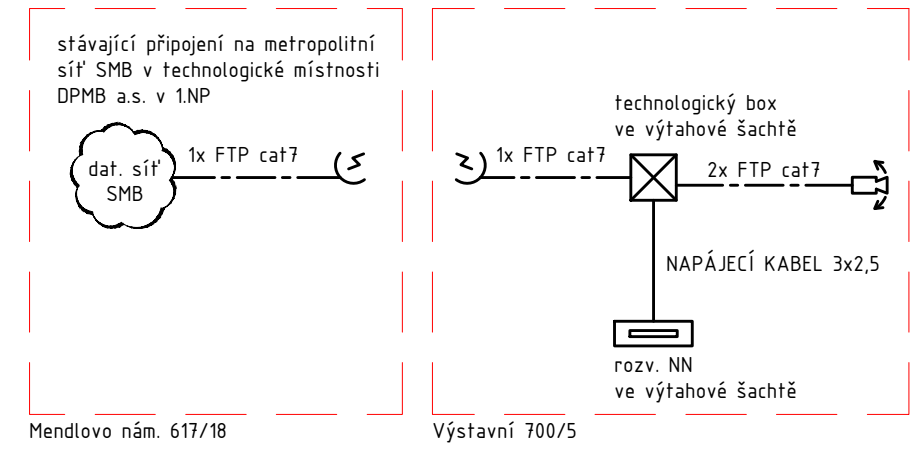 stávající připojení na metropolitní
síť SMB v technologické místnosti
DPMB a.s. v 1.NP
dat. síť
SMB
1x FTP cat7
Mendlovo nám. 617/18
technologický box
ve výtahové šachtě
1x FTP cat7
2x FTP cat7
NAPÁJECÍ KABEL 3x2,5
rozv. NN
ve výtahové šachtě
Výstavní 700/5